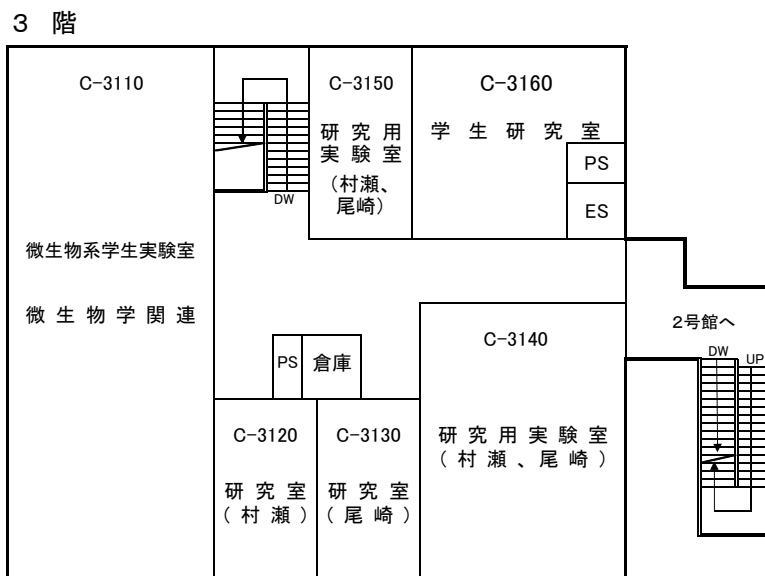 3 階
C-3110
微生物系学生実験室
微生物学関連
DW
C-3150
研究用
実験室
(村瀬、
尾崎)
C-3160
学生研究室
PS
ES
2号館へ
DW
UP
PS
倉庫
C-3120
研究室
(村瀬)
C-3130
研究室
(尾崎)
C-3140
研究用実験室
(村瀬、尾崎)